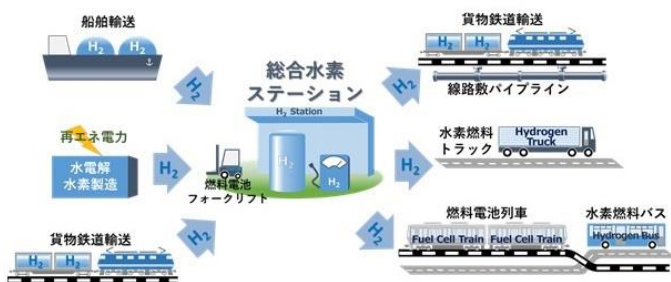 船舶輸送
H₂ H₂
H₂
再エネ電力
水電解
水素製造
H₂
貨物鉄道輸送
H₂ H₂
H₂
総合水素
ステーション
H₂ Station
H₂
H₂
燃料電池
フォークリフト
貨物鉄道輸送
H₂ H₂
線路敷パイプライン
H₂
水素燃料
トラック
Hydrogen
Truck
H₂
燃料電池列車
Fuel Cell Train Fuel Cell Train
水素燃料バス
Hydrogen Bus
H₂